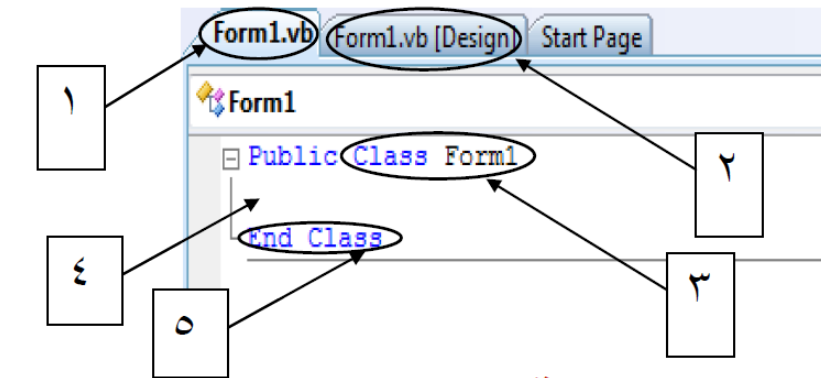 Form1.vb Form1.vb [Design] Start Page
١
Form1
٢
Public Class Form1
End Class
٤
٣
٥